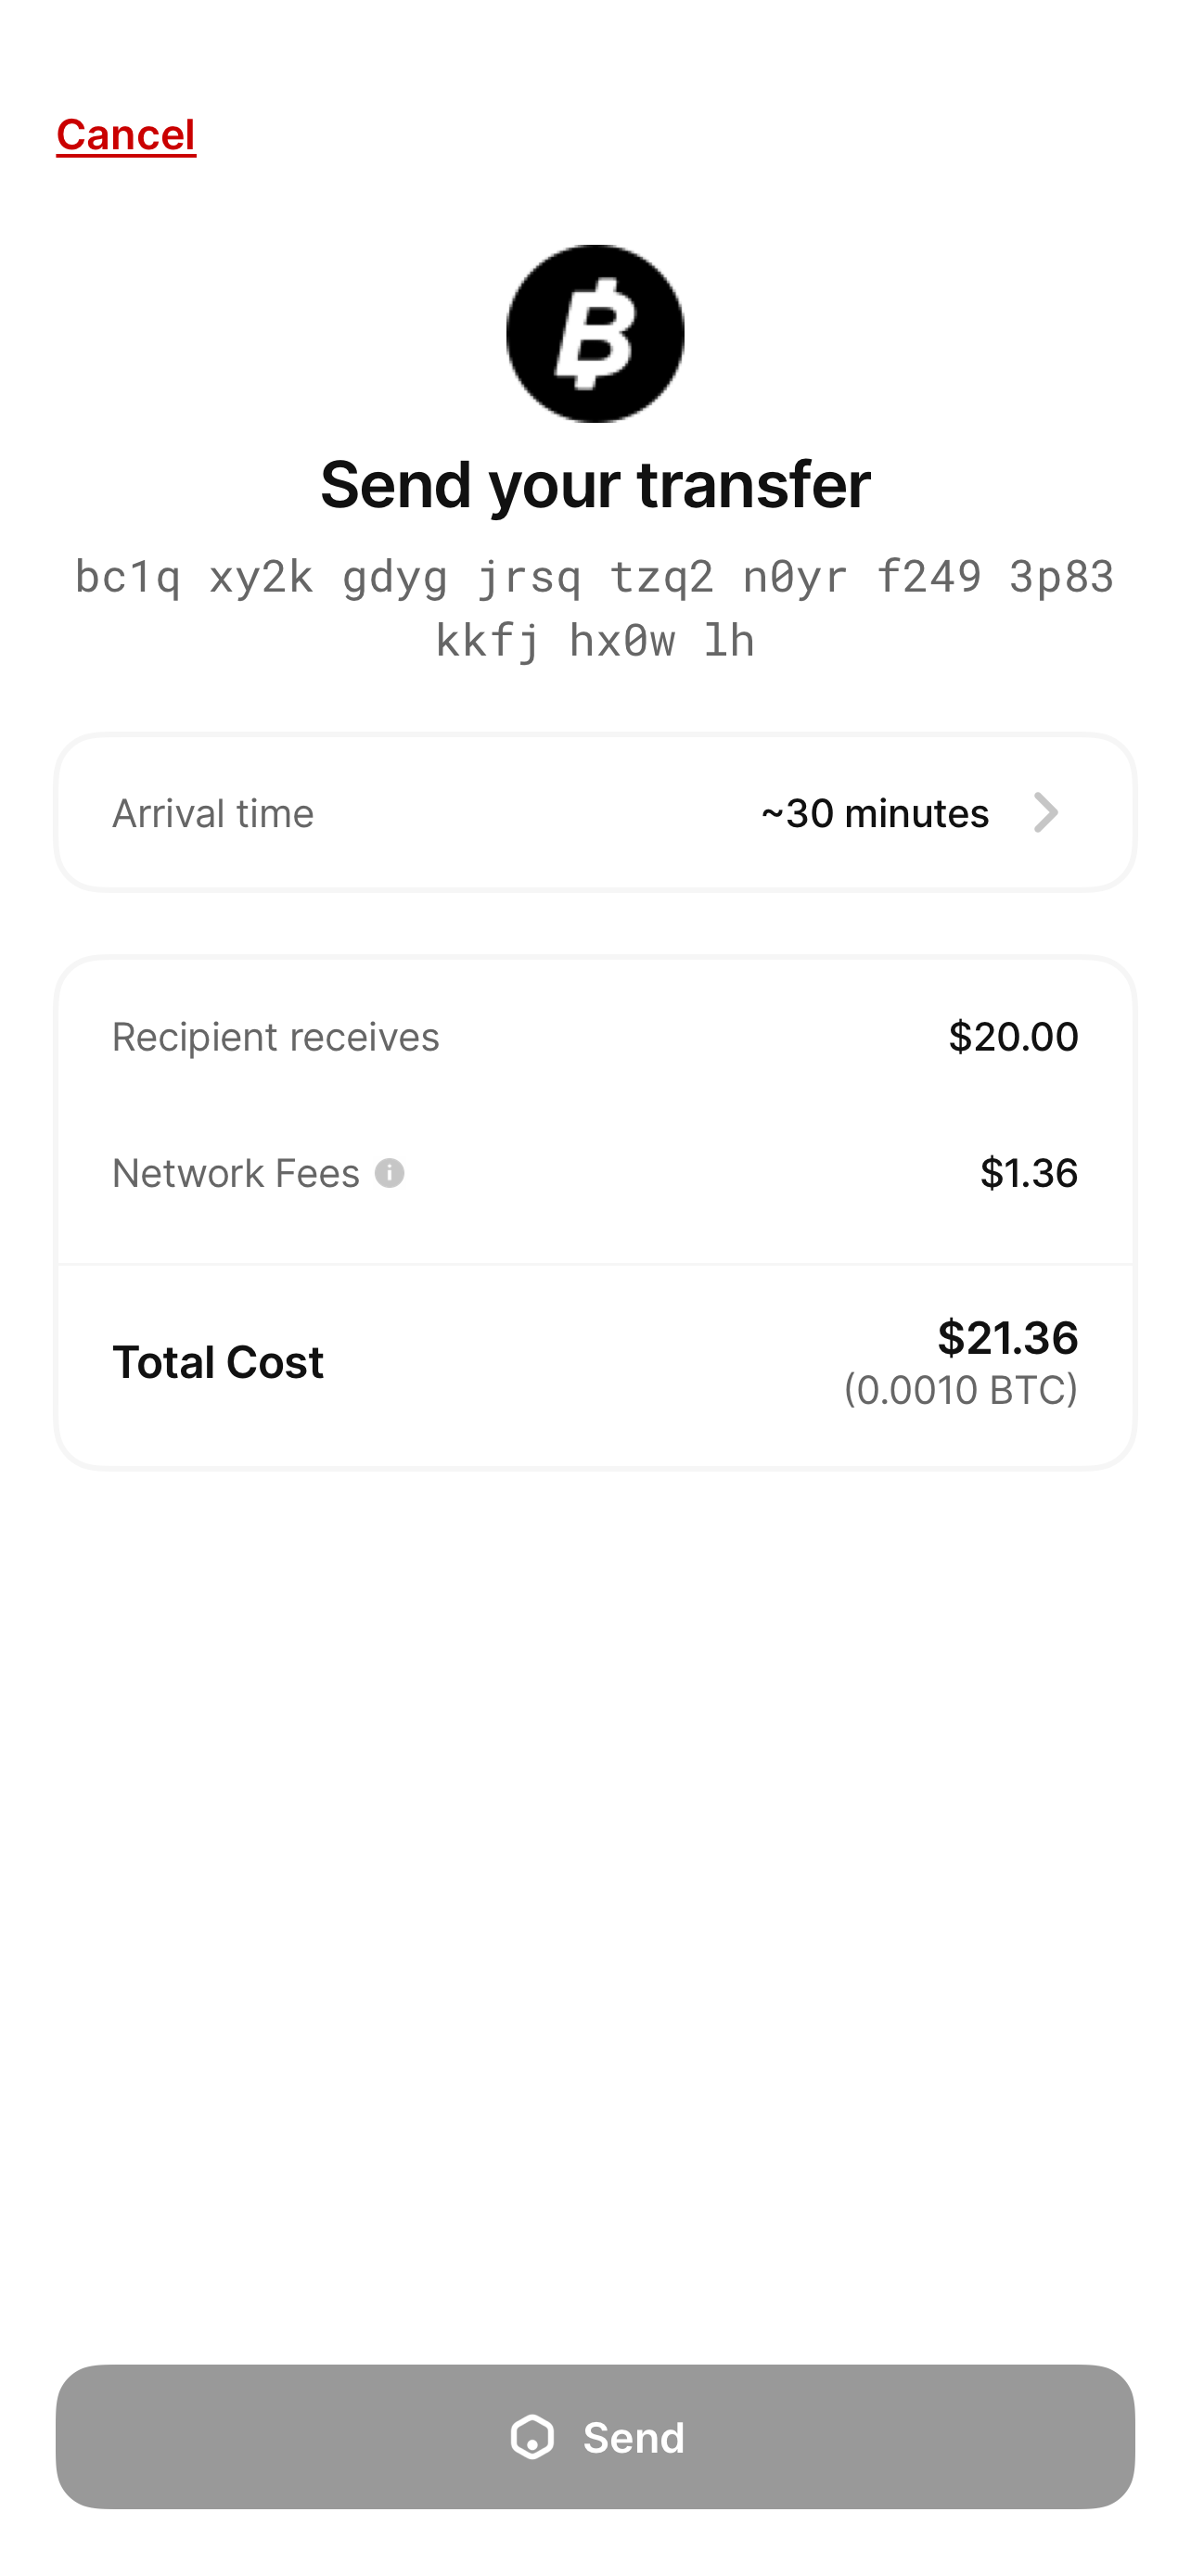 Cancel
Send your transfer
bc1q xy2k gdyg jrsq tzq2 n0yr f249 3p83
kkfj hx0w lh
Arrival time ~30 minutes
Recipient receives $20.00
Network Fees $1.36
Total Cost $21.36
(0.0010 BTC)
Send